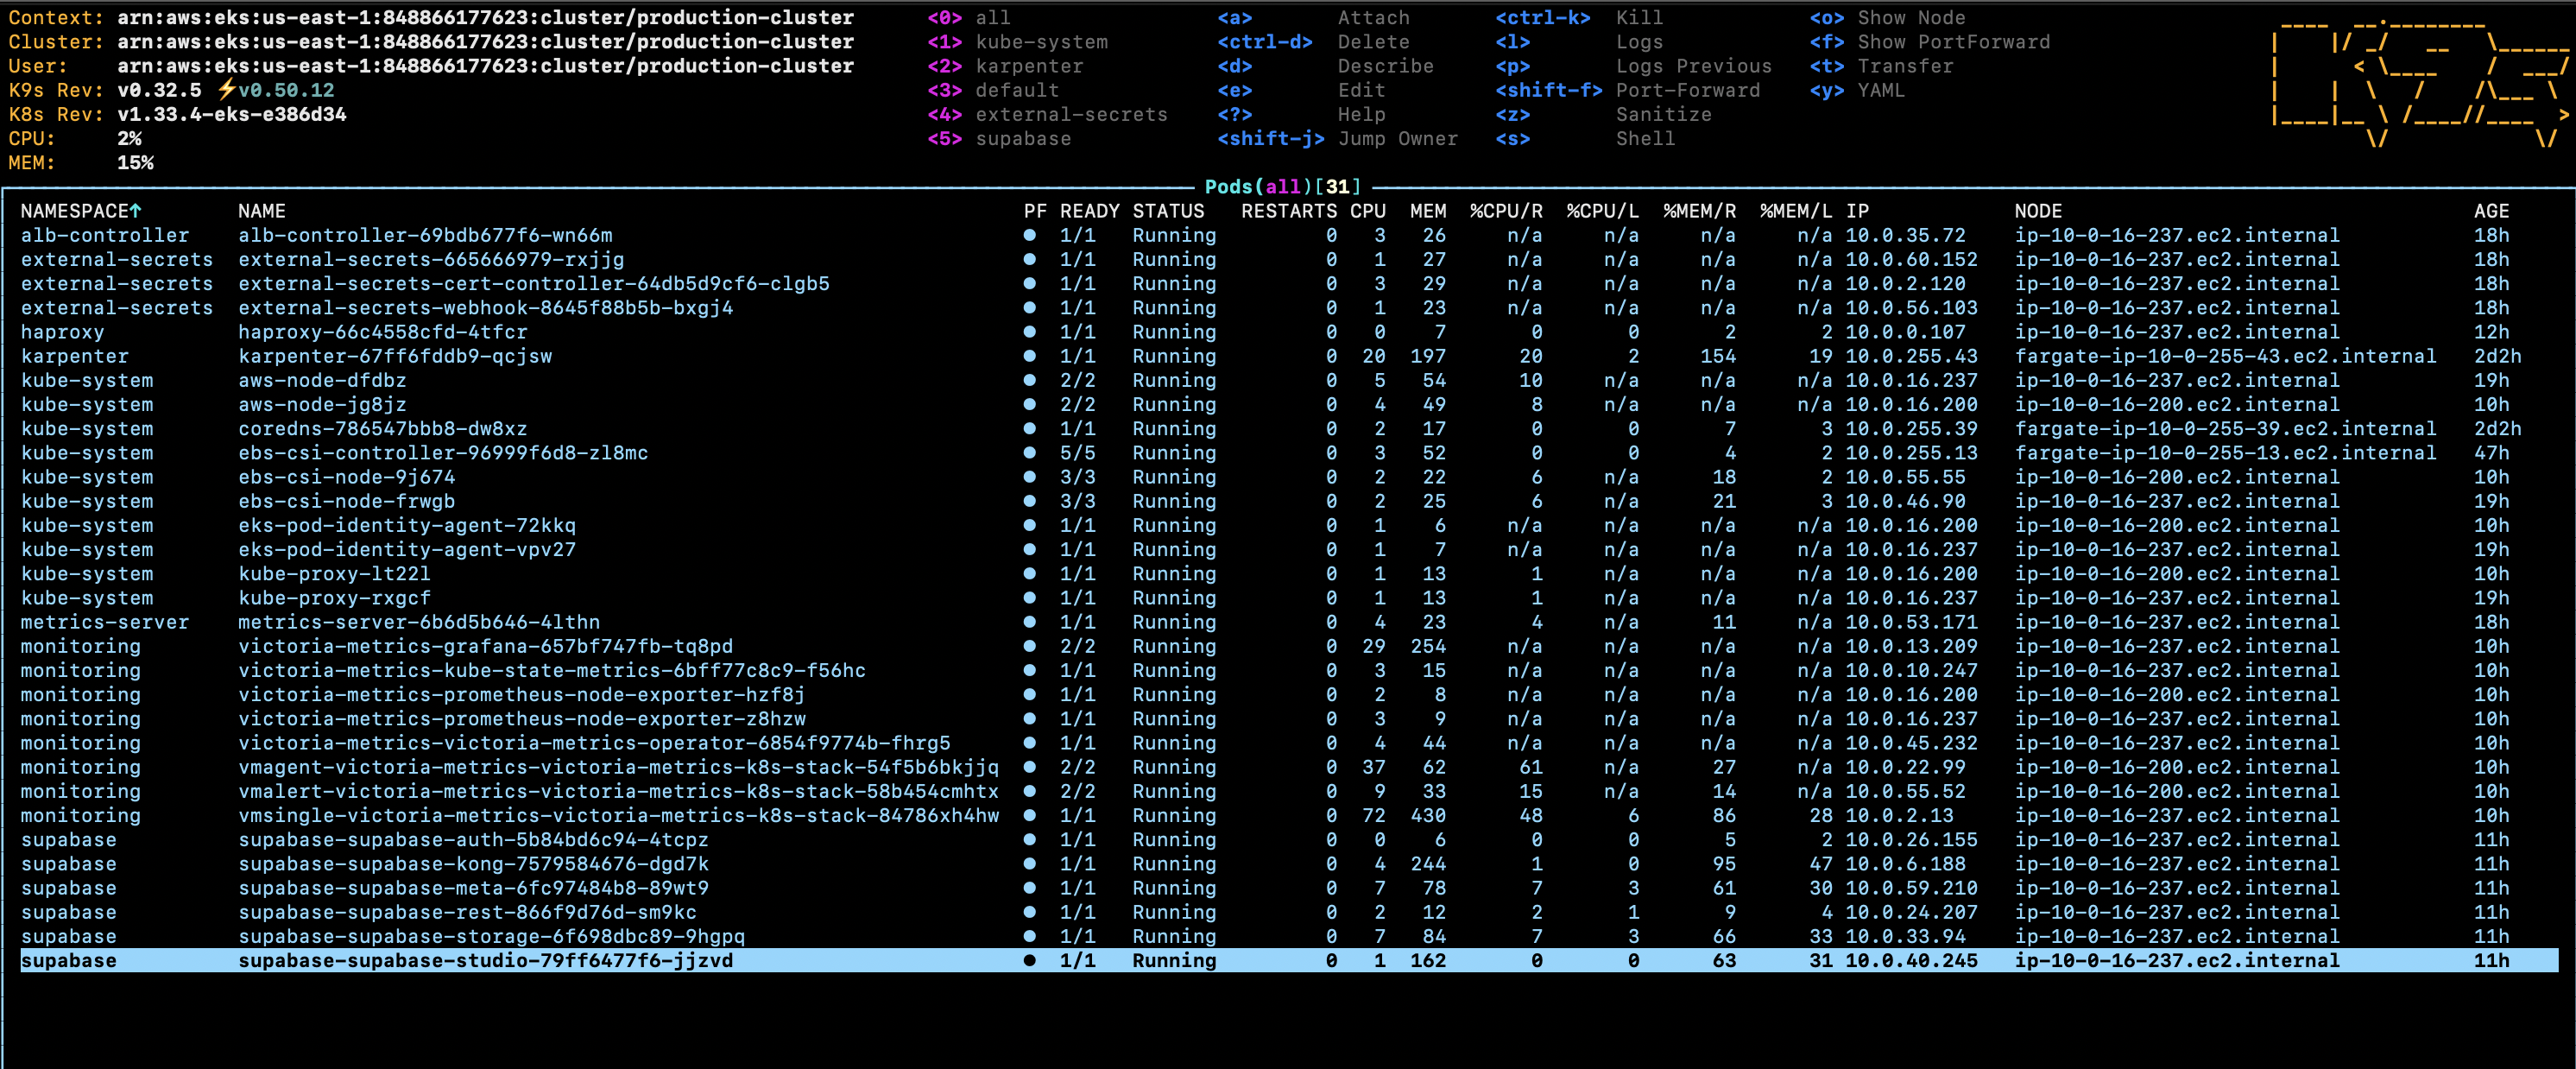 Context: arn:aws:eks:us-east-1:848866177623:cluster/production-cluster <0> all <a> Attach <ctrl-k> Kill <o> Show Node
Cluster: arn:aws:eks:us-east-1:848866177623:cluster/production-cluster <1> kube-system <ctrl-d> Delete <l> Logs <f> Show PortForward
User: arn:aws:eks:us-east-1:848866177623:cluster/production-cluster <2> karpenter <d> Describe <p> Logs Previous <t> Transfer
K9s Rev: v0.32.5 ⚡v0.50.12 <3> default <e> Edit <shift-f> Port-Forward <y> YAML
K8s Rev: v1.33.4-eks-e386d34 <4> external-secrets <?> Help <z> Sanitize
CPU: 2% <5> supabase <shift-j> Jump Owner <s> Shell
MEM: 15%
Pods(all)[31]
NAMESPACE↑ NAME PF READY STATUS RESTARTS CPU MEM %CPU/R %CPU/L %MEM/R %MEM/L IP NODE AGE
alb-controller alb-controller-69bdb677f6-wn66m ● 1/1 Running 0 3 26 n/a n/a n/a n/a 10.0.35.72 ip-10-0-16-237.ec2.internal 18h
external-secrets external-secrets-665666979-rxjjg ● 1/1 Running 0 1 27 n/a n/a n/a n/a 10.0.60.152 ip-10-0-16-237.ec2.internal 18h
external-secrets external-secrets-cert-controller-64db5d9cf6-clgb5 ● 1/1 Running 0 3 29 n/a n/a n/a n/a 10.0.2.120 ip-10-0-16-237.ec2.internal 18h
external-secrets external-secrets-webhook-8645f88b5b-bxgj4 ● 1/1 Running 0 1 23 n/a n/a n/a n/a 10.0.56.103 ip-10-0-16-237.ec2.internal 18h
haproxy haproxy-66c4558cfd-4tfcr ● 1/1 Running 0 0 7 0 0 2 2 10.0.0.107 ip-10-0-16-237.ec2.internal 12h
karpenter karpenter-67ff6fddb9-qcjsw ● 1/1 Running 0 20 197 20 2 154 19 10.0.255.43 fargate-ip-10-0-255-43.ec2.internal 2d2h
kube-system aws-node-dfdbz ● 2/2 Running 0 5 54 10 n/a n/a n/a 10.0.16.237 ip-10-0-16-237.ec2.internal 19h
kube-system aws-node-jg8jz ● 2/2 Running 0 4 49 8 n/a n/a n/a 10.0.16.200 ip-10-0-16-200.ec2.internal 10h
kube-system coredns-786547bbb8-dw8xz ● 1/1 Running 0 2 17 0 0 7 3 10.0.255.39 fargate-ip-10-0-255-39.ec2.internal 2d2h
kube-system ebs-csi-controller-96999f6d8-zl8mc ● 5/5 Running 0 3 52 0 0 4 2 10.0.255.13 fargate-ip-10-0-255-13.ec2.internal 47h
kube-system ebs-csi-node-9j674 ● 3/3 Running 0 2 22 6 n/a 18 2 10.0.55.55 ip-10-0-16-200.ec2.internal 10h
kube-system ebs-csi-node-frwgb ● 3/3 Running 0 2 25 6 n/a 21 3 10.0.46.90 ip-10-0-16-237.ec2.internal 19h
kube-system eks-pod-identity-agent-72kkq ● 1/1 Running 0 1 6 n/a n/a n/a n/a 10.0.16.200 ip-10-0-16-200.ec2.internal 10h
kube-system eks-pod-identity-agent-vpv27 ● 1/1 Running 0 1 7 n/a n/a n/a n/a 10.0.16.237 ip-10-0-16-237.ec2.internal 19h
kube-system kube-proxy-lt22l ● 1/1 Running 0 1 13 1 n/a n/a n/a 10.0.16.200 ip-10-0-16-200.ec2.internal 10h
kube-system kube-proxy-rxgcf ● 1/1 Running 0 1 13 1 n/a n/a n/a 10.0.16.237 ip-10-0-16-237.ec2.internal 19h
metrics-server metrics-server-6b6d5b646-4lthn ● 1/1 Running 0 4 23 4 n/a 11 n/a 10.0.53.171 ip-10-0-16-237.ec2.internal 18h
monitoring victoria-metrics-grafana-657bf747fb-tq8pd ● 2/2 Running 0 29 254 n/a n/a n/a n/a 10.0.13.209 ip-10-0-16-237.ec2.internal 10h
monitoring victoria-metrics-kube-state-metrics-6bff77c8c9-f56hc ● 1/1 Running 0 3 15 n/a n/a n/a n/a 10.0.10.247 ip-10-0-16-237.ec2.internal 10h
monitoring victoria-metrics-prometheus-node-exporter-hzf8j ● 1/1 Running 0 2 8 n/a n/a n/a n/a 10.0.16.200 ip-10-0-16-200.ec2.internal 10h
monitoring victoria-metrics-prometheus-node-exporter-z8hzw ● 1/1 Running 0 3 9 n/a n/a n/a n/a 10.0.16.237 ip-10-0-16-237.ec2.internal 10h
monitoring victoria-metrics-victoria-metrics-operator-6854f9774b-fhrg5 ● 1/1 Running 0 4 44 n/a n/a n/a n/a 10.0.45.232 ip-10-0-16-237.ec2.internal 10h
monitoring vmagent-victoria-metrics-victoria-metrics-k8s-stack-54f5b6bkjjq ● 2/2 Running 0 37 62 61 n/a 27 n/a 10.0.22.99 ip-10-0-16-200.ec2.internal 10h
monitoring vmalert-victoria-metrics-victoria-metrics-k8s-stack-58b454cmhtx ● 2/2 Running 0 9 33 15 n/a 14 n/a 10.0.55.52 ip-10-0-16-200.ec2.internal 10h
monitoring vmsingle-victoria-metrics-victoria-metrics-k8s-stack-84786xh4hw ● 1/1 Running 0 72 430 48 6 86 28 10.0.2.13 ip-10-0-16-237.ec2.internal 10h
supabase supabase-supabase-auth-5b84bd6c94-4tcpz ● 1/1 Running 0 0 6 0 0 5 2 10.0.26.155 ip-10-0-16-237.ec2.internal 11h
supabase supabase-supabase-kong-7579584676-dgd7k ● 1/1 Running 0 4 244 1 0 95 47 10.0.6.188 ip-10-0-16-237.ec2.internal 11h
supabase supabase-supabase-meta-6fc97484b8-89wt9 ● 1/1 Running 0 7 78 7 3 61 30 10.0.59.210 ip-10-0-16-237.ec2.internal 11h
supabase supabase-supabase-rest-866f9d76d-sm9kc ● 1/1 Running 0 2 12 2 1 9 4 10.0.24.207 ip-10-0-16-237.ec2.internal 11h
supabase supabase-supabase-storage-6f698dbc89-9hgpq ● 1/1 Running 0 7 84 7 3 66 33 10.0.33.94 ip-10-0-16-237.ec2.internal 11h
supabase supabase-supabase-studio-79ff6477f6-jjzvd ● 1/1 Running 0 1 162 0 0 63 31 10.0.40.245 ip-10-0-16-237.ec2.internal 11h